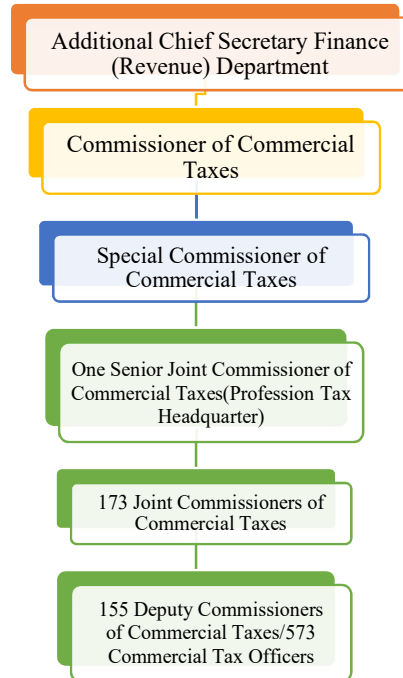 Additional Chief Secretary Finance
(Revenue) Department
Commissioner of Commercial
Taxes
Special Commissioner of
Commercial Taxes
One Senior Joint Commissioner of
Commercial Taxes(Profession Tax
Headquarter)
173 Joint Commissioners of
Commercial Taxes
155 Deputy Commissioners
of Commercial Taxes/573
Commercial Tax Officers